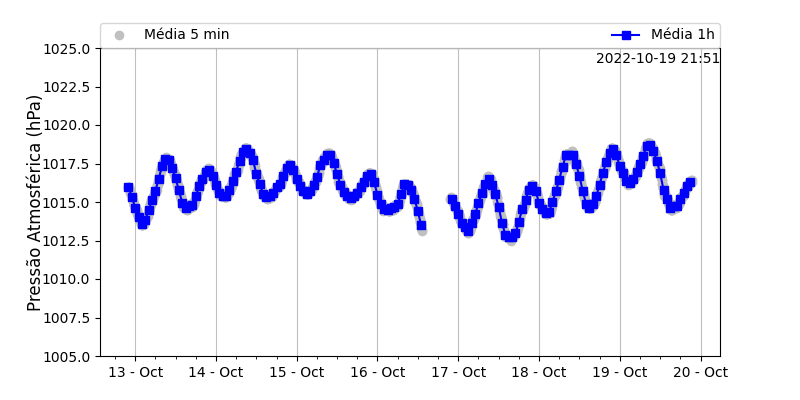 Média 5 min
Média 1h
2022-10-19 21:51
Pressão Atmosférica (hPa)
1025.0
1022.5
1020.0
1017.5
1015.0
1012.5
1010.0
1007.5
1005.0
13 - Oct
14 - Oct
15 - Oct
16 - Oct
17 - Oct
18 - Oct
19 - Oct
20 - Oct